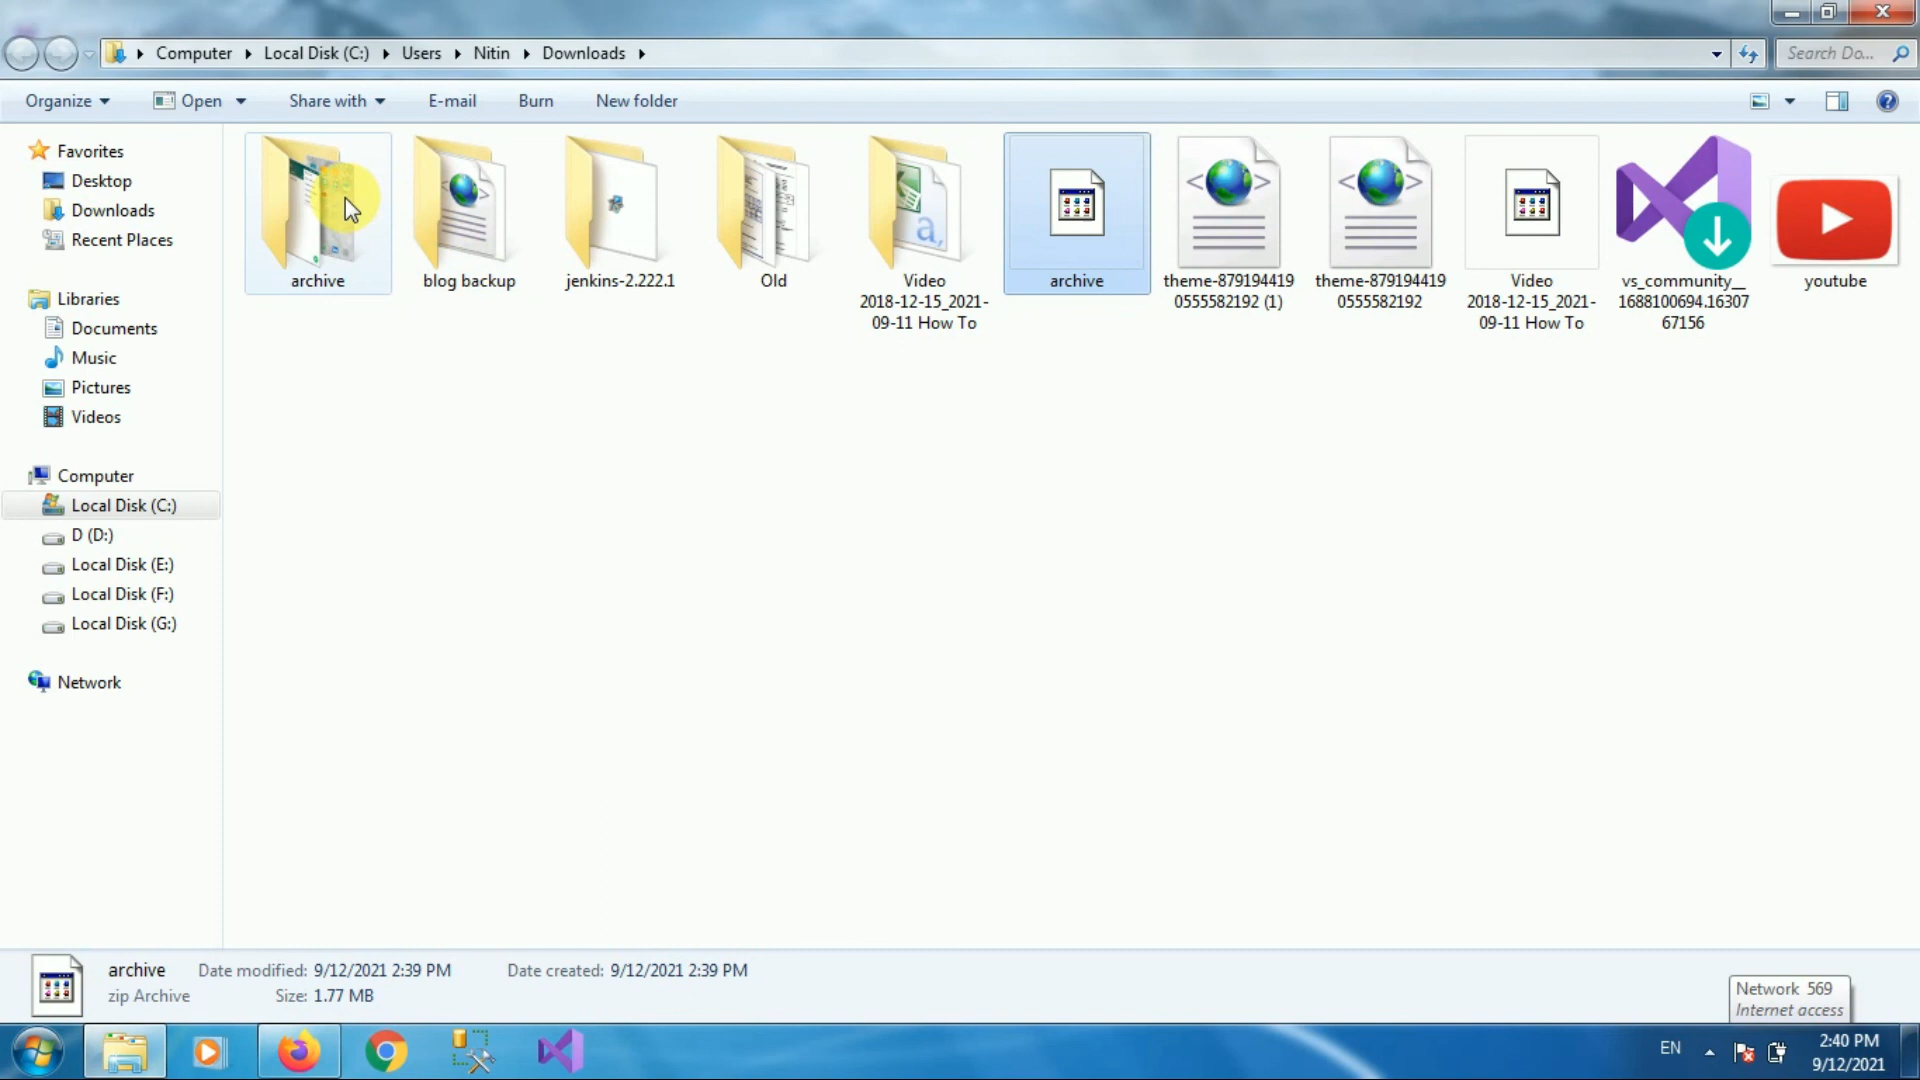 Computer Local Disk (C:) Users Nitin Downloads
Search Do...
Organize Open Share with E-mail Burn New folder
Favorites
Desktop
Downloads
Recent Places
Libraries
Documents
Music
Pictures
Videos
Computer
Local Disk (C:)
D (D:)
Local Disk (E:)
Local Disk (F:)
Local Disk (G:)
Network
archive
blog backup
jenkins-2.222.1
Old
Video
2018-12-15_2021-
09-11 How To
archive
theme-879194419
0555582192 (1)
theme-879194419
0555582192
Video
2018-12-15_2021-
09-11 How To
vs_community__
1688100694.16307
67156
youtube
archive Date modified: 9/12/2021 2:39 PM Date created: 9/12/2021 2:39 PM
zip Archive Size: 1.77 MB
Network 569
Internet access
EN
2:40 PM
9/12/2021